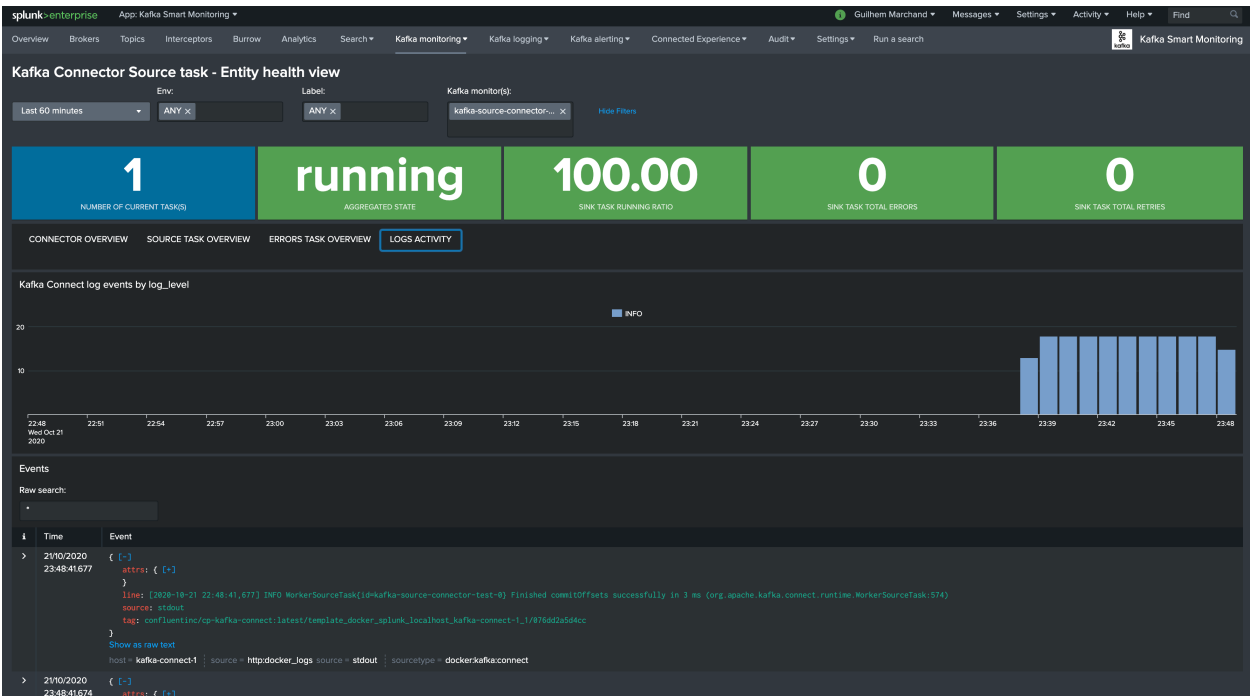 splunk>enterprise App: Kafka Smart Monitoring ▾ i Guilhem Marchand ▾ Messages ▾ Settings ▾ Activity ▾ Help ▾ Find
Overview Brokers Topics Interceptors Burrow Analytics Search ▾ Kafka monitoring ▾ Kafka logging ▾ Kafka alerting ▾ Connected Experience ▾ Audit ▾ Settings ▾ Run a search kafka Kafka Smart Monitoring
Kafka Connector Source task - Entity health view
Env: Label: Kafka monitor(s):
Last 60 minutes ▾ ANY × ANY × kafka-source-connector-... × Hide Filters
1 running 100.00 0 0
NUMBER OF CURRENT TASK(S) AGGREGATED STATE SINK TASK RUNNING RATIO SINK TASK TOTAL ERRORS SINK TASK TOTAL RETRIES
CONNECTOR OVERVIEW SOURCE TASK OVERVIEW ERRORS TASK OVERVIEW LOGS ACTIVITY
Kafka Connect log events by log_level
INFO
20
10
22:48 22:51 22:54 22:57 23:00 23:03 23:06 23:09 23:12 23:15 23:18 23:21 23:24 23:27 23:30 23:33 23:36 23:39 23:42 23:45 23:48
Wed Oct 21
2020
Events
Raw search:
*
i Time Event
> 21/10/2020 { [-]
23:48:41.677 attrs: { [+]
}
line: [2020-10-21 22:48:41,677] INFO WorkerSourceTask{id=kafka-source-connector-test-0} Finished commitOffsets successfully in 3 ms (org.apache.kafka.connect.runtime.WorkerSourceTask:574)
source: stdout
tag: confluentinc/cp-kafka-connect:latest/template_docker_splunk_localhost_kafka-connect-1_1/076dd2a5d4cc
}
Show as raw text
host = kafka-connect-1 source = http:docker_logs source = stdout sourcetype = docker:kafka:connect
> 21/10/2020 { [-]
23:48:41.674 attrs: { [+]